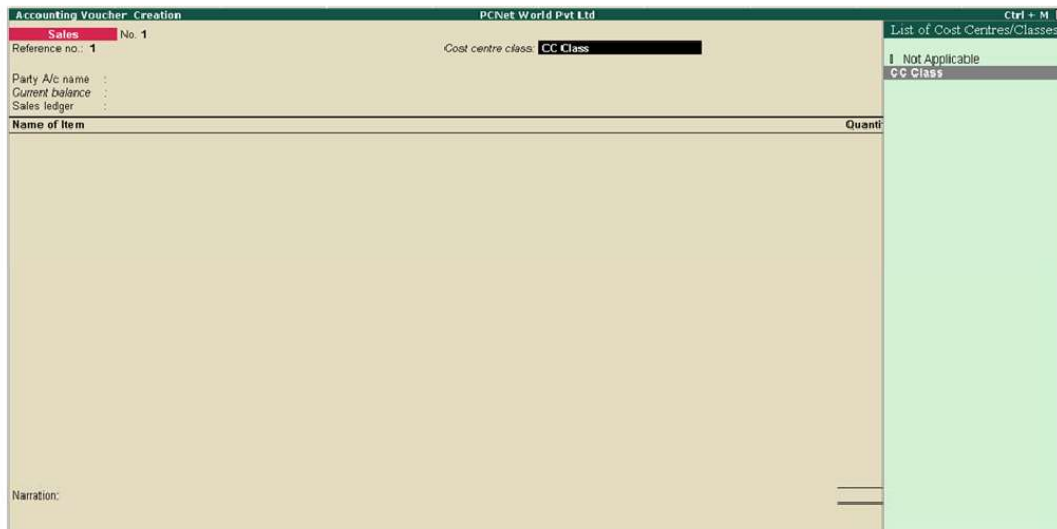 Accounting Voucher Creation PCNet World Pvt Ltd Ctrl + M
Sales No. 1
Reference no.: 1 Cost centre class: CC Class
Party A/c name :
Current balance :
Sales ledger :
Name of Item Quanti
Narration:
List of Cost Centres/Classes
Not Applicable
CC Class